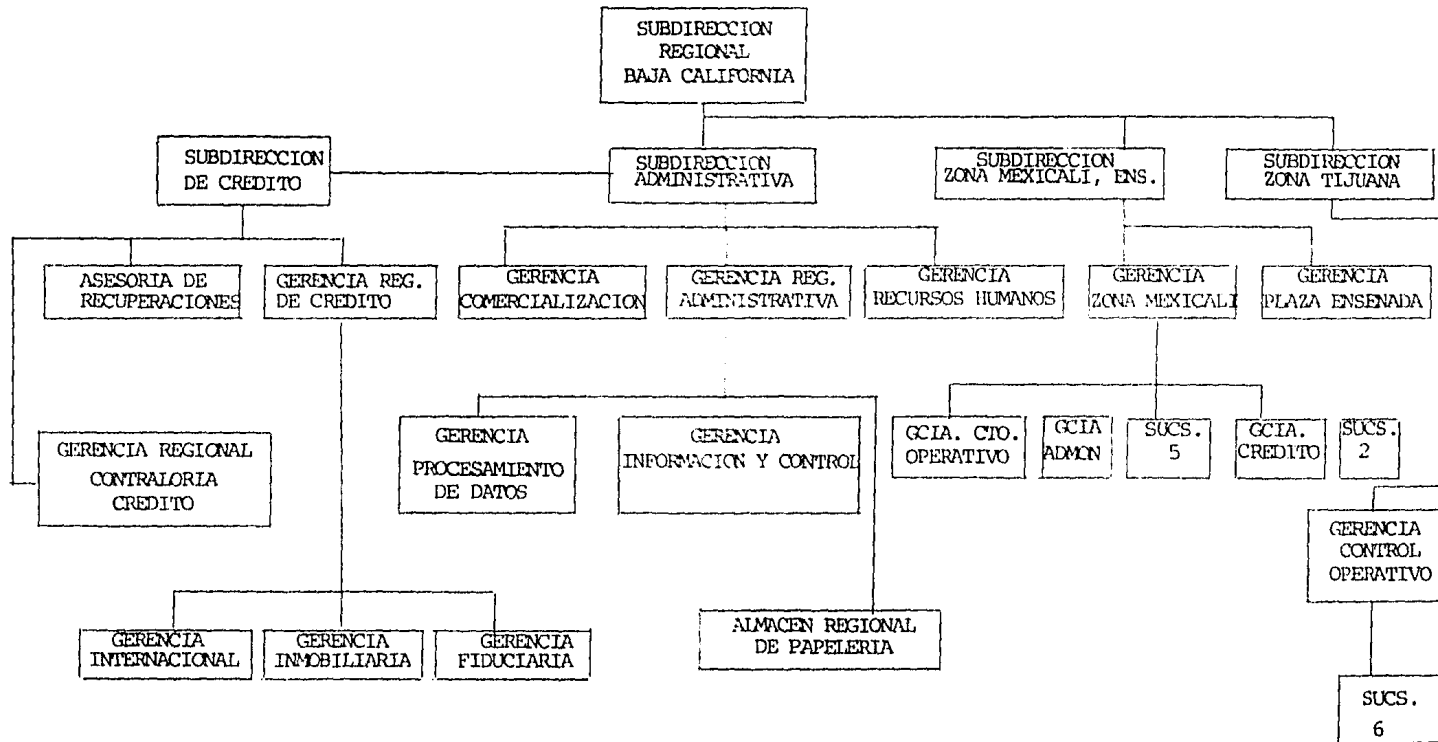 SUBDIRECCION
REGIONAL
BAJA CALIFORNIA
SUBDIRECCION
DE CREDITO
SUBDIRECCION
ADMINISTRATIVA
SUBDIRECCION
ZONA MEXICALI, ENS.
SUBDIRECCION
ZONA TIJUANA
ASESORIA DE
RECUPERACIONES
GERENCIA REG.
DE CREDITO
GERENCIA
COMERCIALIZACION
GERENCIA REG.
ADMINISTRATIVA
GERENCIA
RECURSOS HUMANOS
GERENCIA
ZONA MEXICALI
GERENCIA
PLAZA ENSENADA
GERENCIA REGIONAL
CONTRALORIA
CREDITO
GERENCIA
PROCESAMIENTO
DE DATOS
GERENCIA
INFORMACION Y CONTROL
GCIA. CTO.
OPERATIVO
GCIA
ADMON
SUCS.
5
GCIA.
CREDITO
SUCS.
2
GERENCIA
CONTROL
OPERATIVO
GERENCIA
INTERNACIONAL
GERENCIA
INMOBILIARIA
GERENCIA
FIDUCIARIA
ALMACEN REGIONAL
DE PAPELERIA
SUCS.
6